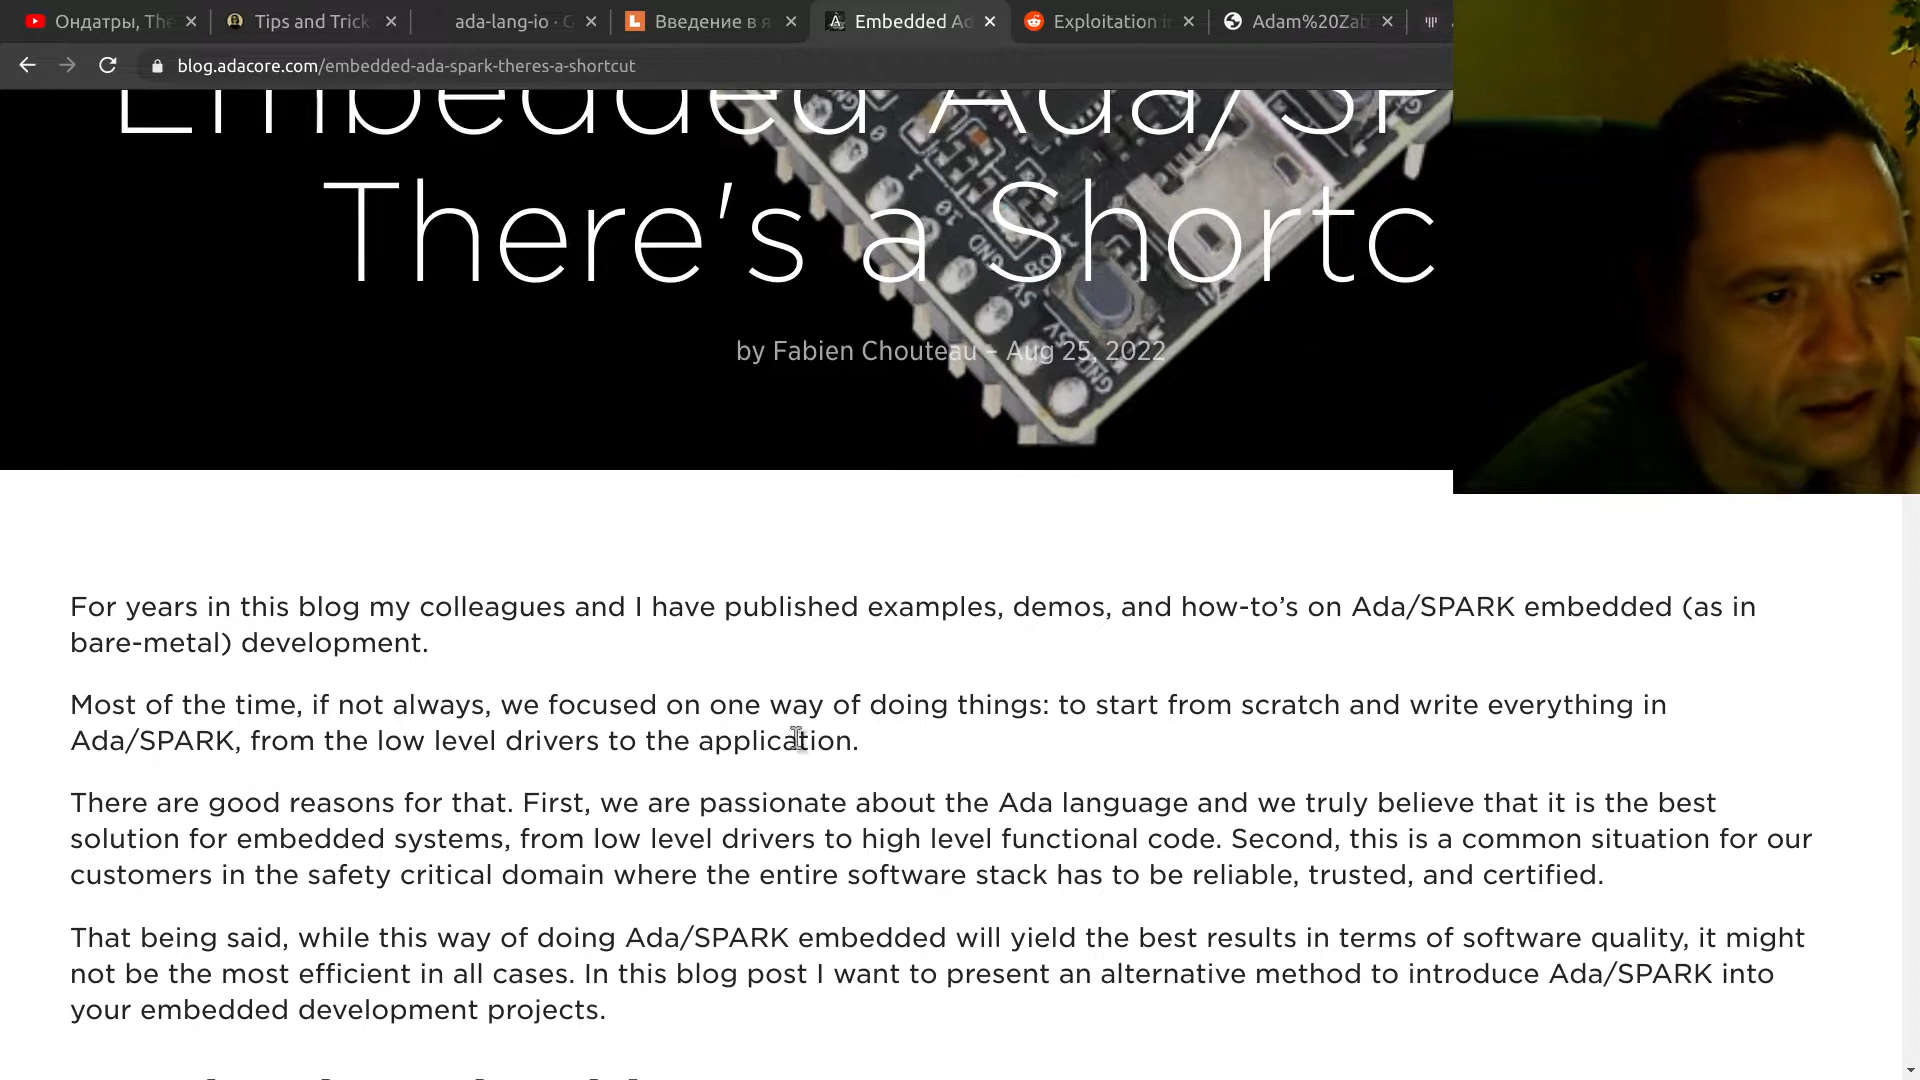 Ондатры, The
Tips and Trick
ada-lang-io · G
Введение в я
Embedded Ad
Exploitation i
Adam%20Zab
blog.adacore.com/embedded-ada-spark-theres-a-shortcut
Embedded Ada/SP
There's a Shortc
by Fabien Chouteau – Aug 25, 2022
GND
5V
GND
For years in this blog my colleagues and I have published examples, demos, and how-to’s on Ada/SPARK embedded (as in
bare-metal) development.
Most of the time, if not always, we focused on one way of doing things: to start from scratch and write everything in
Ada/SPARK, from the low level drivers to the application.
There are good reasons for that. First, we are passionate about the Ada language and we truly believe that it is the best
solution for embedded systems, from low level drivers to high level functional code. Second, this is a common situation for our
customers in the safety critical domain where the entire software stack has to be reliable, trusted, and certified.
That being said, while this way of doing Ada/SPARK embedded will yield the best results in terms of software quality, it might
not be the most efficient in all cases. In this blog post I want to present an alternative method to introduce Ada/SPARK into
your embedded development projects.